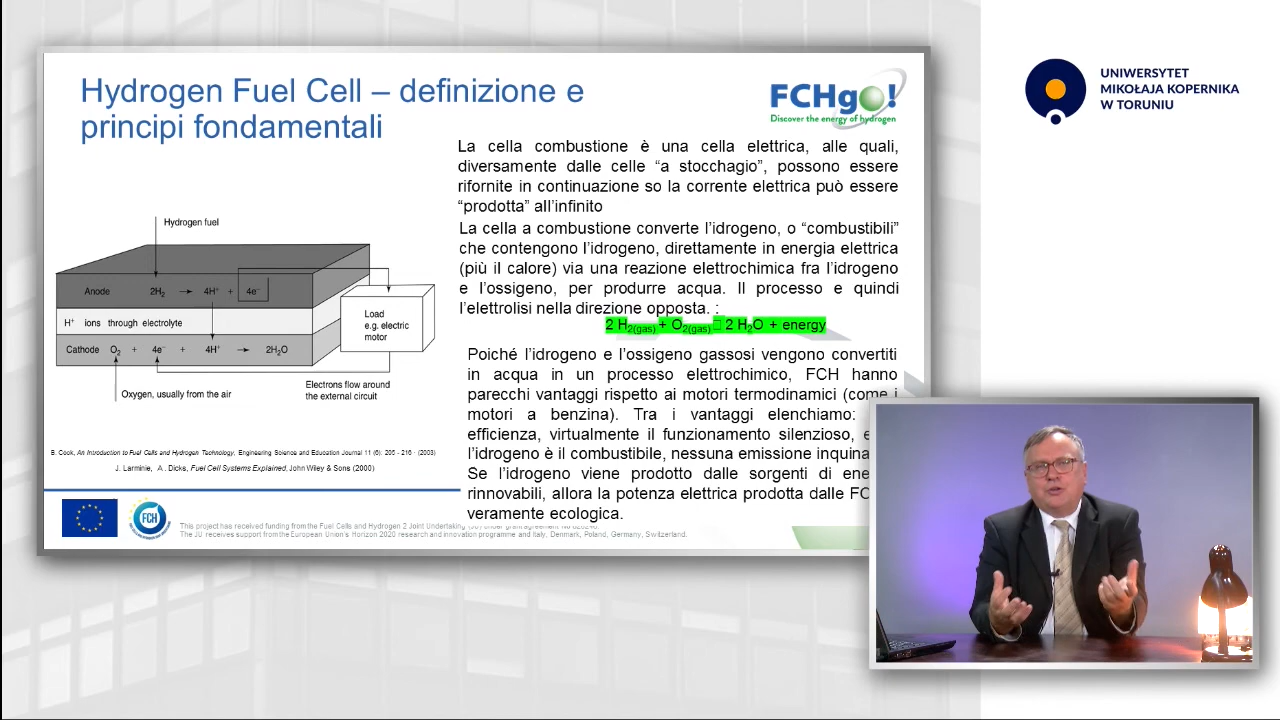 Hydrogen Fuel Cell – definizione e
principi fondamentali
FCHgo!
Discover the energy of hydrogen
UNIWERSYTET
MIKOŁAJA KOPERNIKA
W TORUNIU
La cella combustione è una cella elettrica, alle quali,
diversamente dalle celle “a stocchagio”, possono essere
rifornite in continuazione so la corrente elettrica può essere
“prodotta” all’infinito
La cella a combustione converte l’idrogeno, o “combustibili”
che contengono l’idrogeno, direttamente in energia elettrica
(più il calore) via una reazione elettrochimica fra l’idrogeno
e l’ossigeno, per produrre acqua. Il processo e quindi
l’elettrolisi nella direzione opposta. :
2 H2(gas) + O2(gas) 2 H2O + energy
Poiché l’idrogeno e l’ossigeno gassosi vengono convertiti
in acqua in un processo electrochimico, FCH hanno
parecchi vantaggi rispetto ai motori termodinamici (come i
motori a benzina). Tra i vantaggi elenchiamo:
efficienza, virtualmente il funzionamento silenzioso,
l’idrogeno è il combustibile, nessuna emissione inquina
Se l’idrogeno viene prodotto dalle sorgenti di ene
rinnovabili, allora la potenza elettrica prodotta dalle FC
veramente ecologica.
Hydrogen fuel
Anode 2H2 → 4H+ + 4e-
H+ ions through electrolyte
Cathode O2 + 4e- + 4H+ → 2H2O
Load
e.g. electric
motor
Oxygen, usually from the air
Electrons flow around
the external circuit
B. Cook, An Introduction to Fuel Cells and Hydrogen Technology, Engineering Science and Education Journal 11 (6): 205 - 216 · (2003)
J. Larminie, A. Dicks, Fuel Cell Systems Explained, John Wiley & Sons (2000)
FCH
This project has received funding from the Fuel Cells and Hydrogen 2 Joint Undertaking (JU) under grant agreement No
The JU receives support from the European Union's Horizon 2020 research and innovation programme and Italy, Denmark, Poland, Germany, Switzerland.